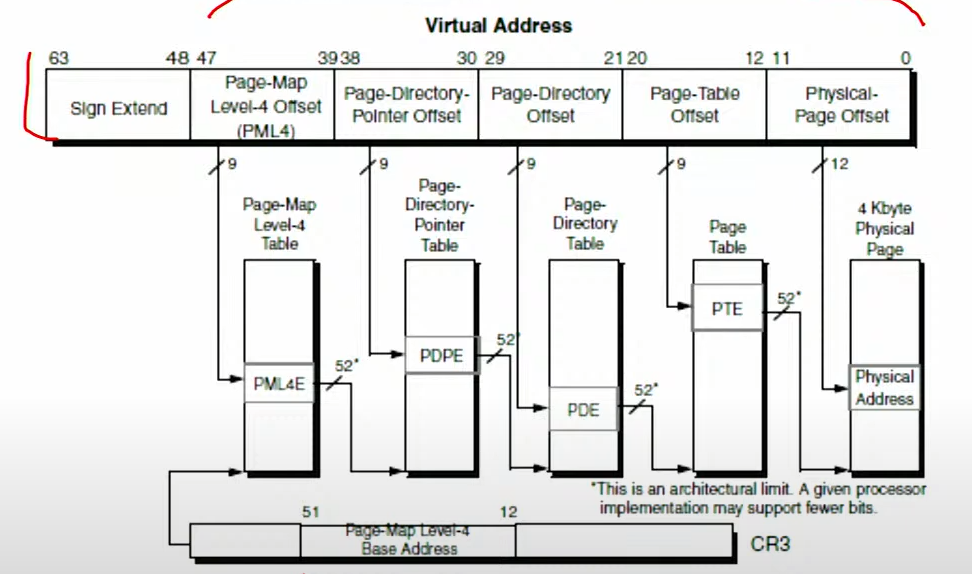 Virtual Address
63 48 47 39 38 30 29 21 20 12 11 0
Sign Extend
Page-Map
Level-4 Offset
(PML4)
Page-Directory-
Pointer Offset
Page-Directory
Offset
Page-Table
Offset
Physical-
Page Offset
9 9 9 9 12
Page-Map
Level-4
Table
Page-
Directory-
Pointer
Table
Page-
Directory
Table
Page
Table
4 Kbyte
Physical
Page
PML4E
52*
PDPE
52*
PDE
52*
PTE
52*
Physical
Address
*This is an architectural limit. A given processor
implementation may support fewer bits.
51 12
Page-Map Level-4
Base Address
CR3